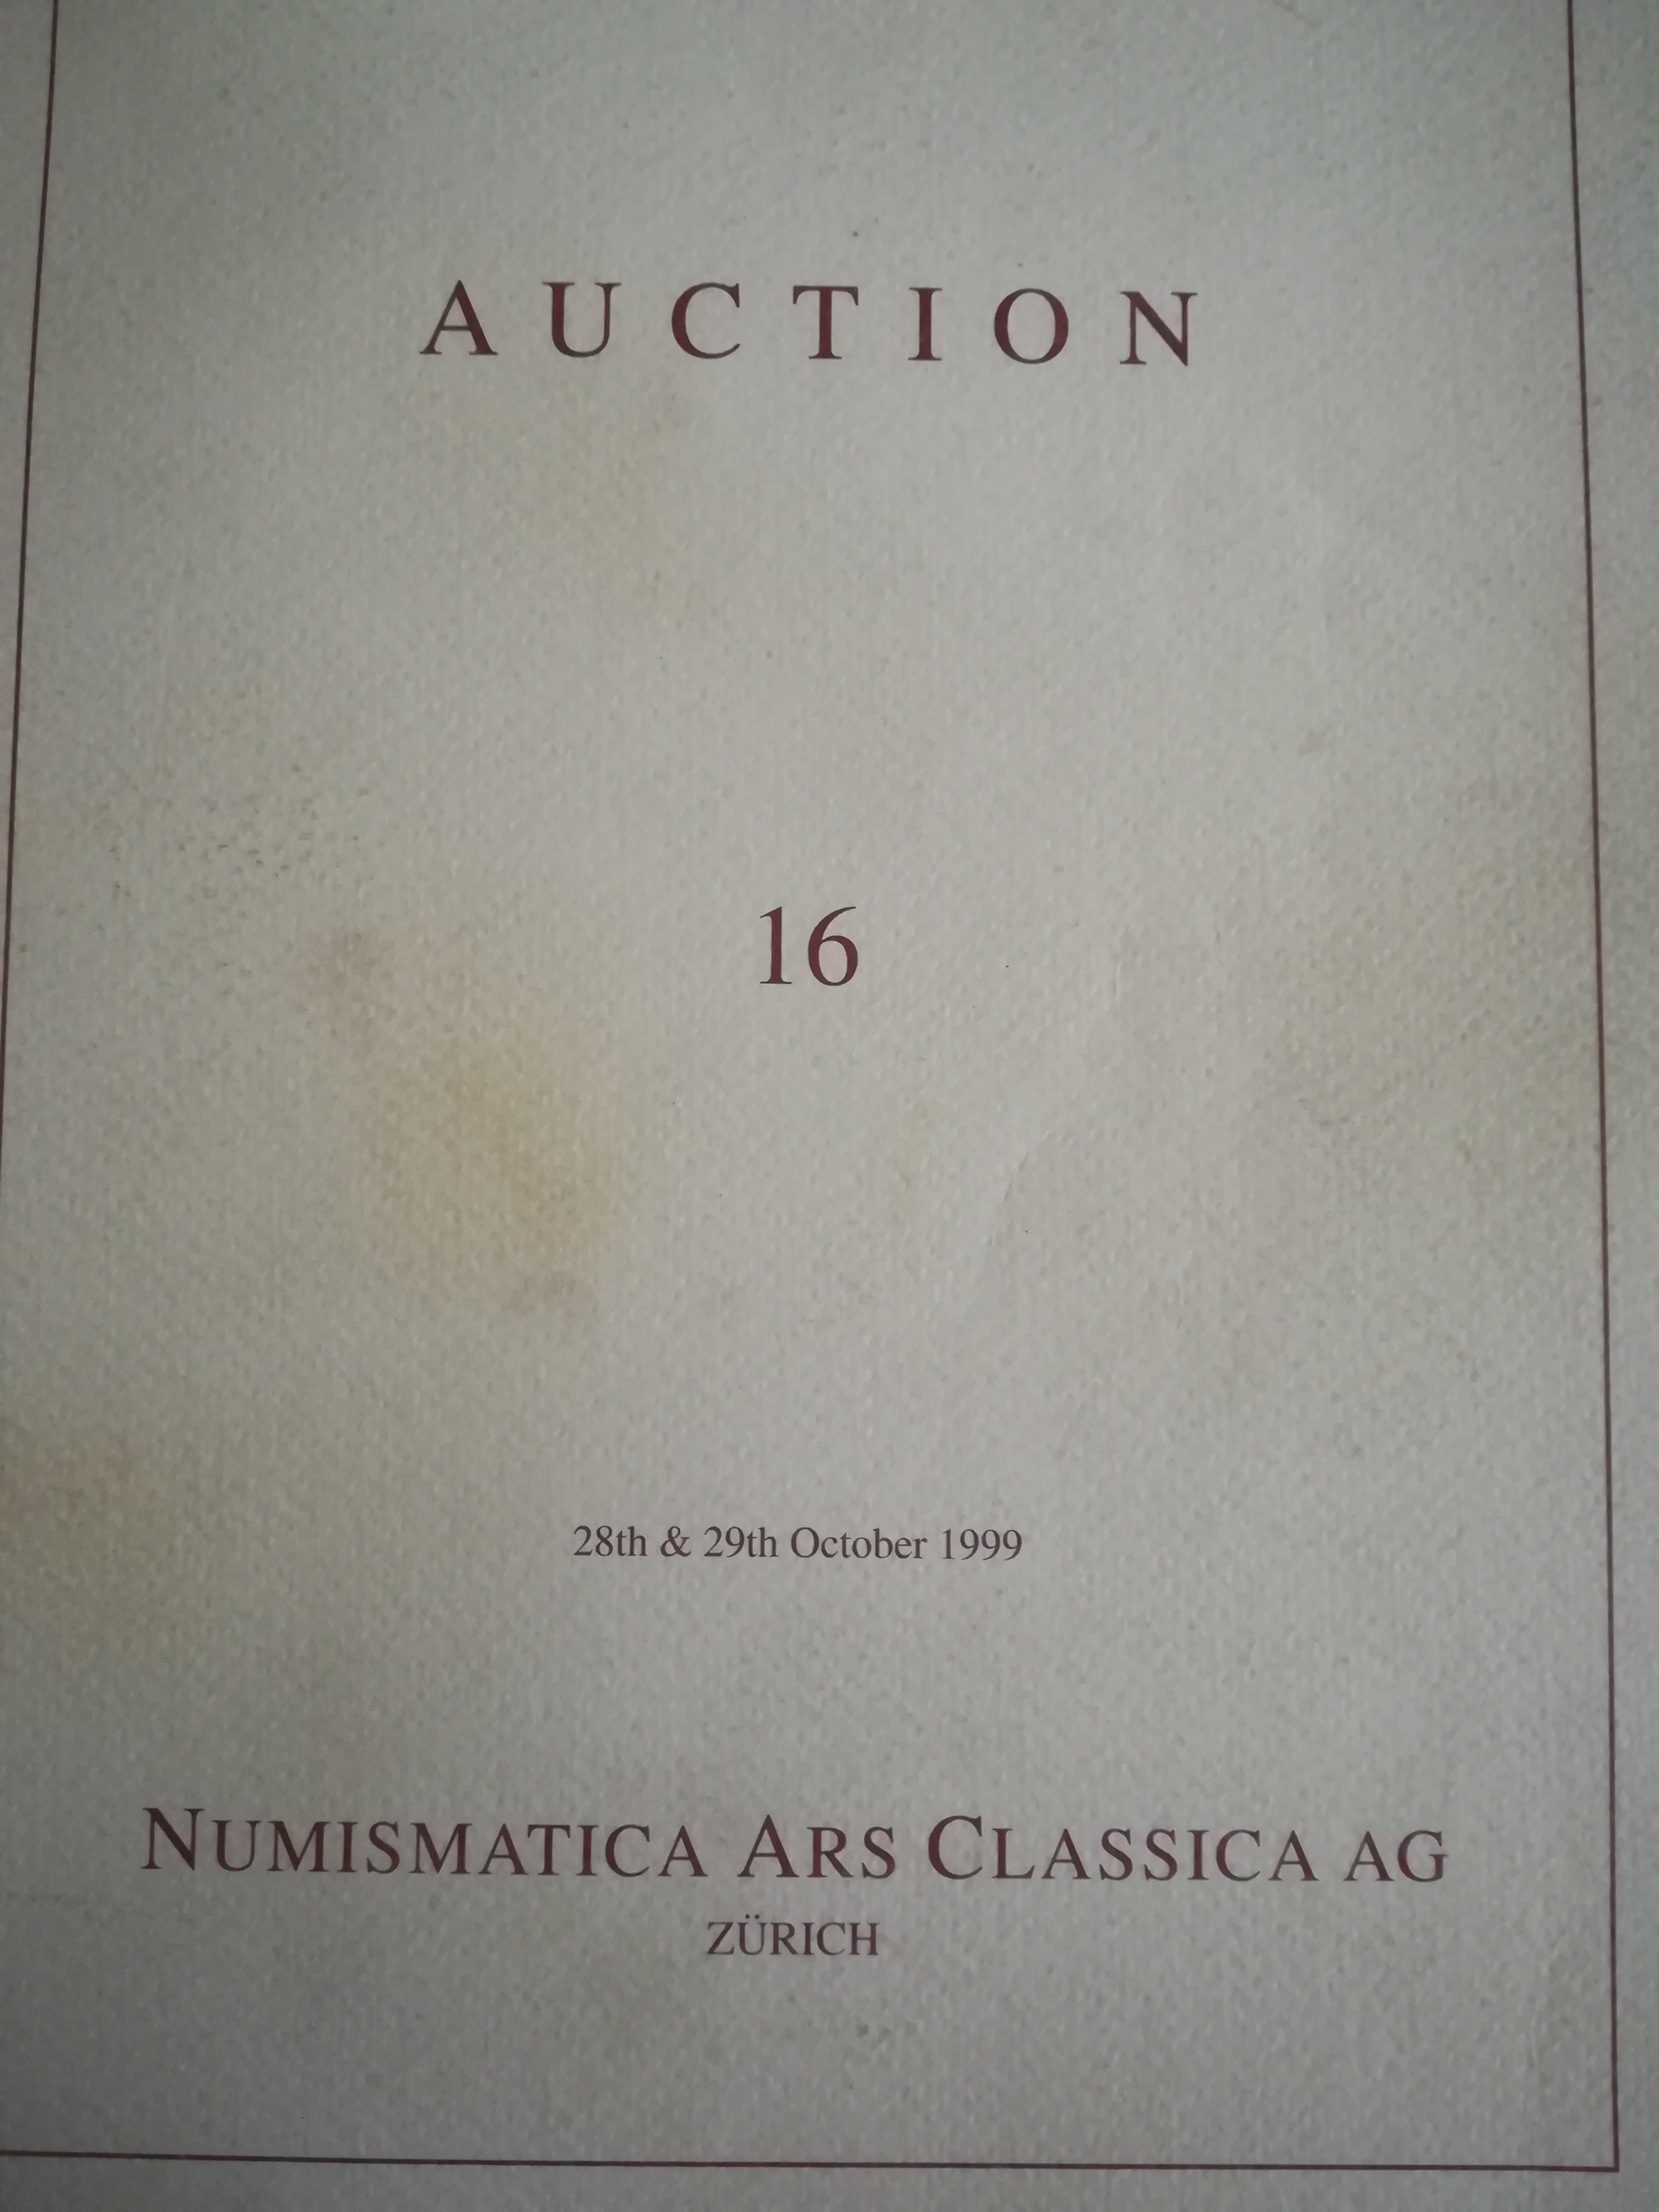 AUCTION
16
28th & 29th October 1999
NUMISMATICA ARS CLASSICA AG
ZÜRICH